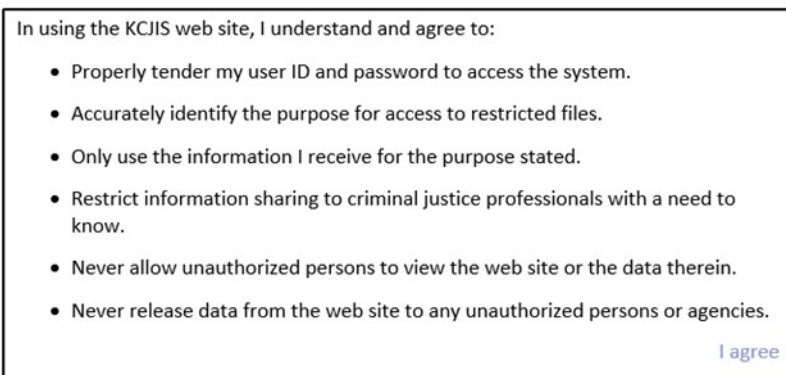 In using the KCJIS web site, I understand and agree to:
• Properly tender my user ID and password to access the system.
• Accurately identify the purpose for access to restricted files.
• Only use the information I receive for the purpose stated.
• Restrict information sharing to criminal justice professionals with a need to
know.
• Never allow unauthorized persons to view the web site or the data therein.
• Never release data from the web site to any unauthorized persons or agencies.
I agree